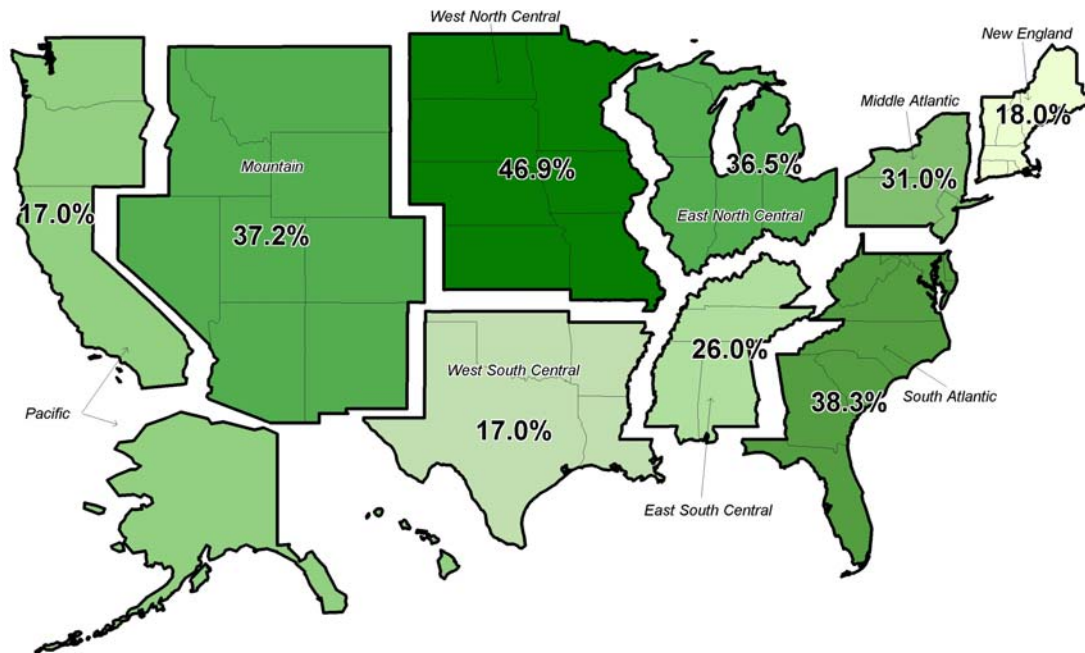 West North Central
New England
Middle Atlantic
18.0%
Mountain
46.9%
36.5%
31.0%
17.0%
East North Central
37.2%
26.0%
West South Central
38.3%
South Atlantic
Pacific
17.0%
East South Central